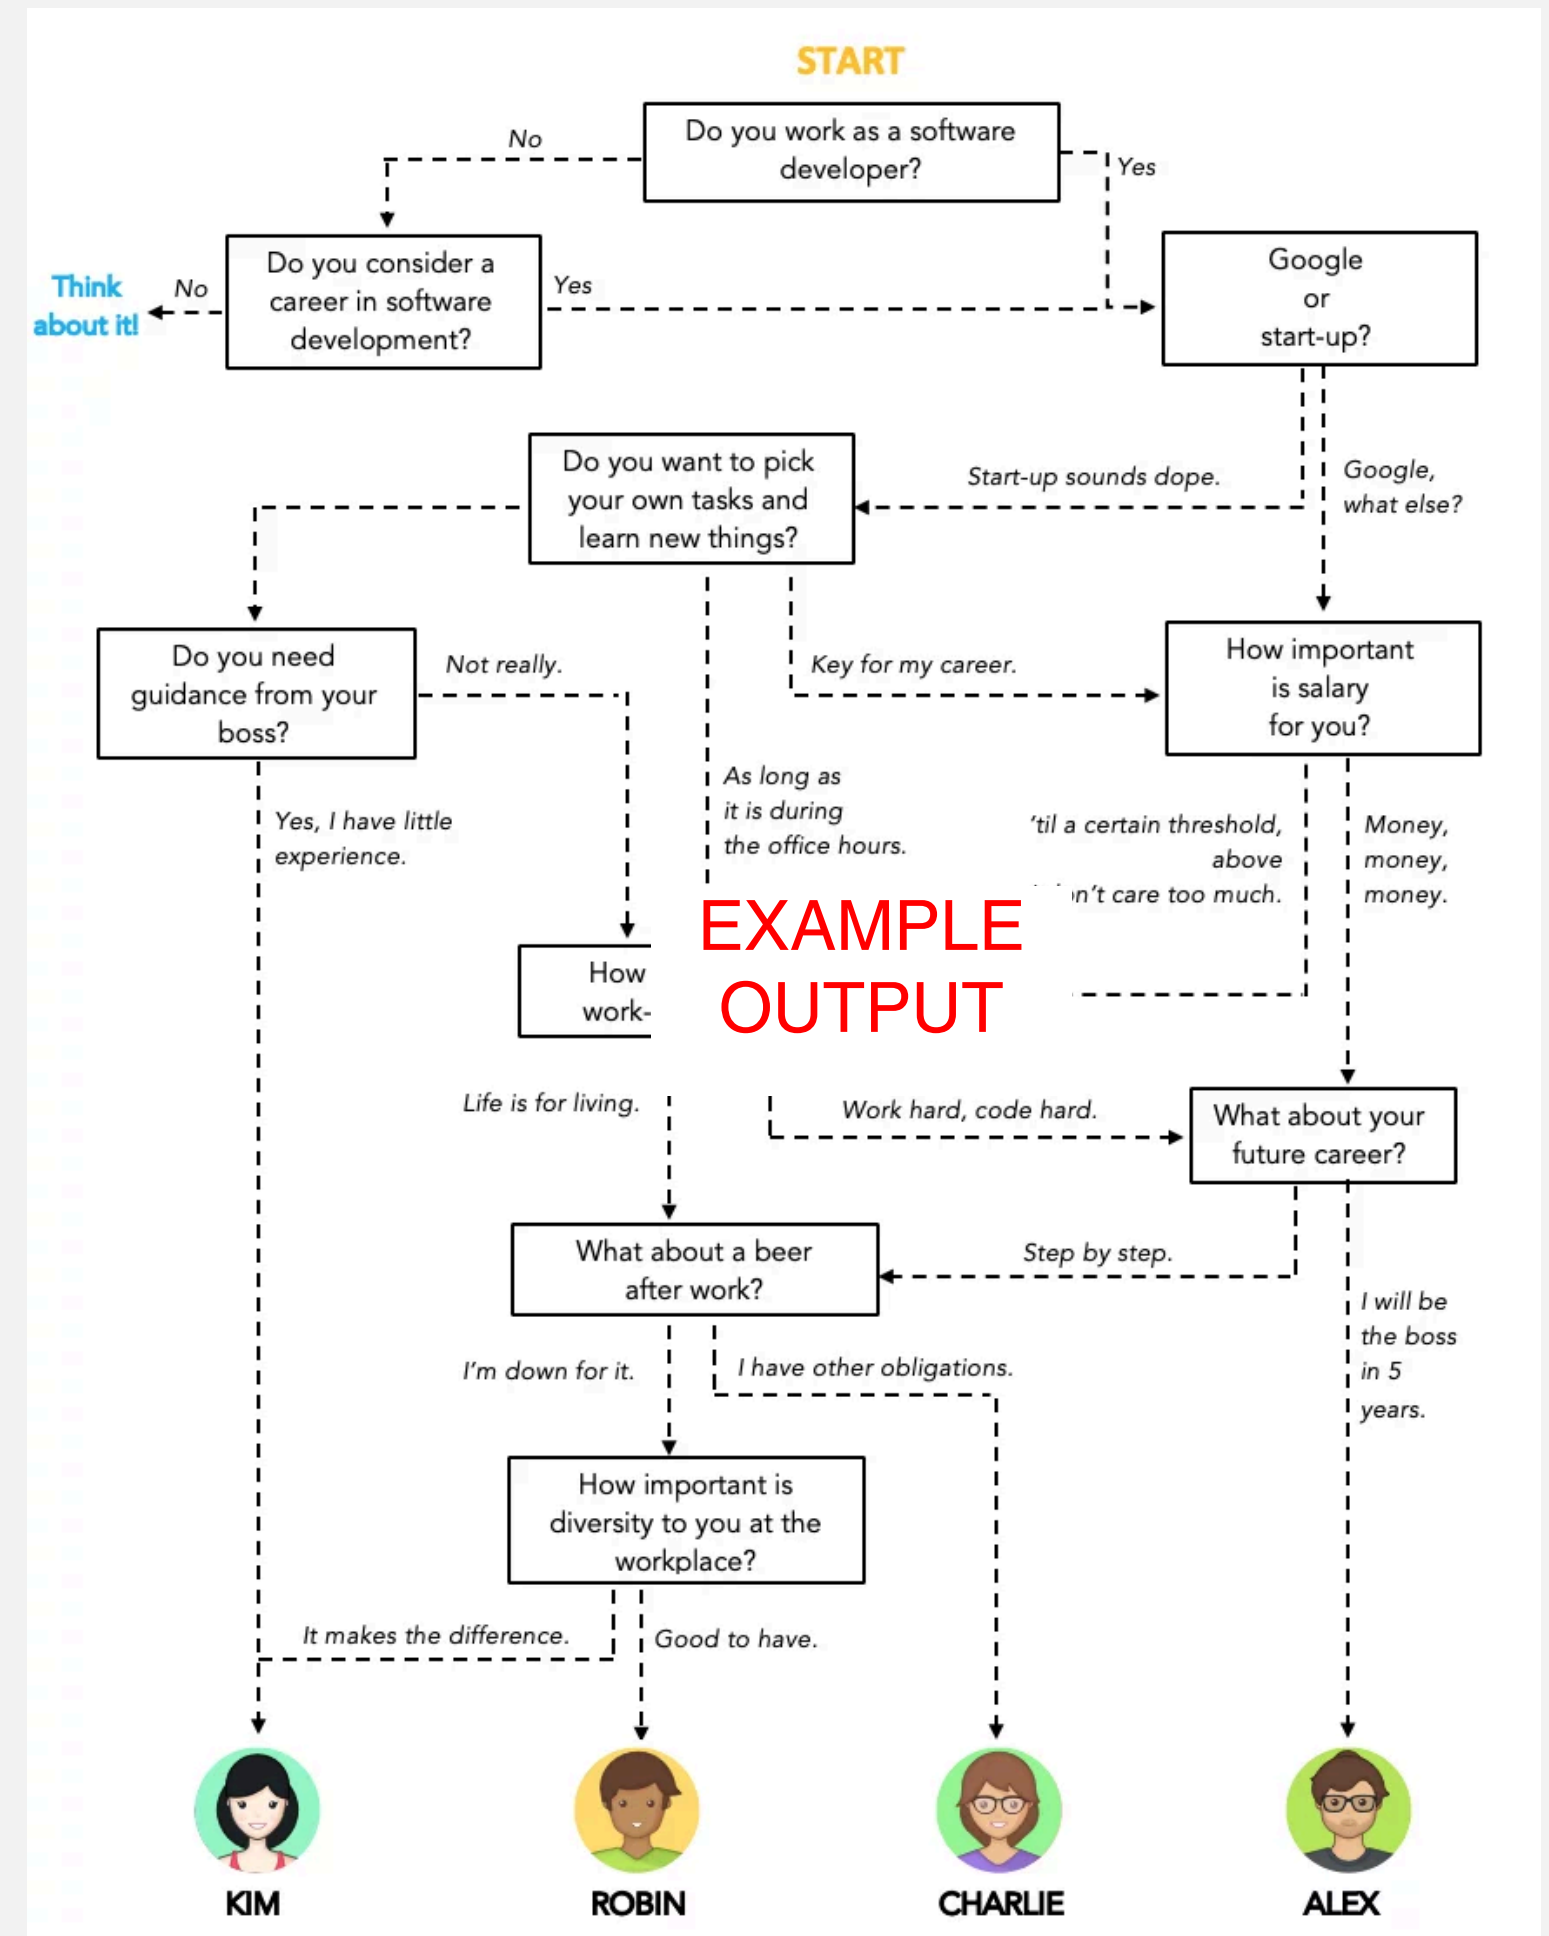 START
Do you work as a software
developer?
No
Yes
Do you consider a
career in software
development?
Think
about it!
No
Yes
Google
or
start-up?
Do you want to pick
your own tasks and
learn new things?
Start-up sounds dope.
Google,
what else?
Do you need
guidance from your
boss?
Not really.
Key for my career.
How important
is salary
for you?
Yes, I have little
experience.
As long as
it is during
the office hours.
'til a certain threshold,
above
care too much.
Money,
money,
money.
EXAMPLE
OUTPUT
How
work-
Life is for living.
Work hard, code hard.
What about your
future career?
What about a beer
after work?
Step by step.
I will be
the boss
in 5
years.
I'm down for it.
I have other obligations.
How important is
diversity to you at the
workplace?
It makes the difference.
Good to have.
KIM
ROBIN
CHARLIE
ALEX